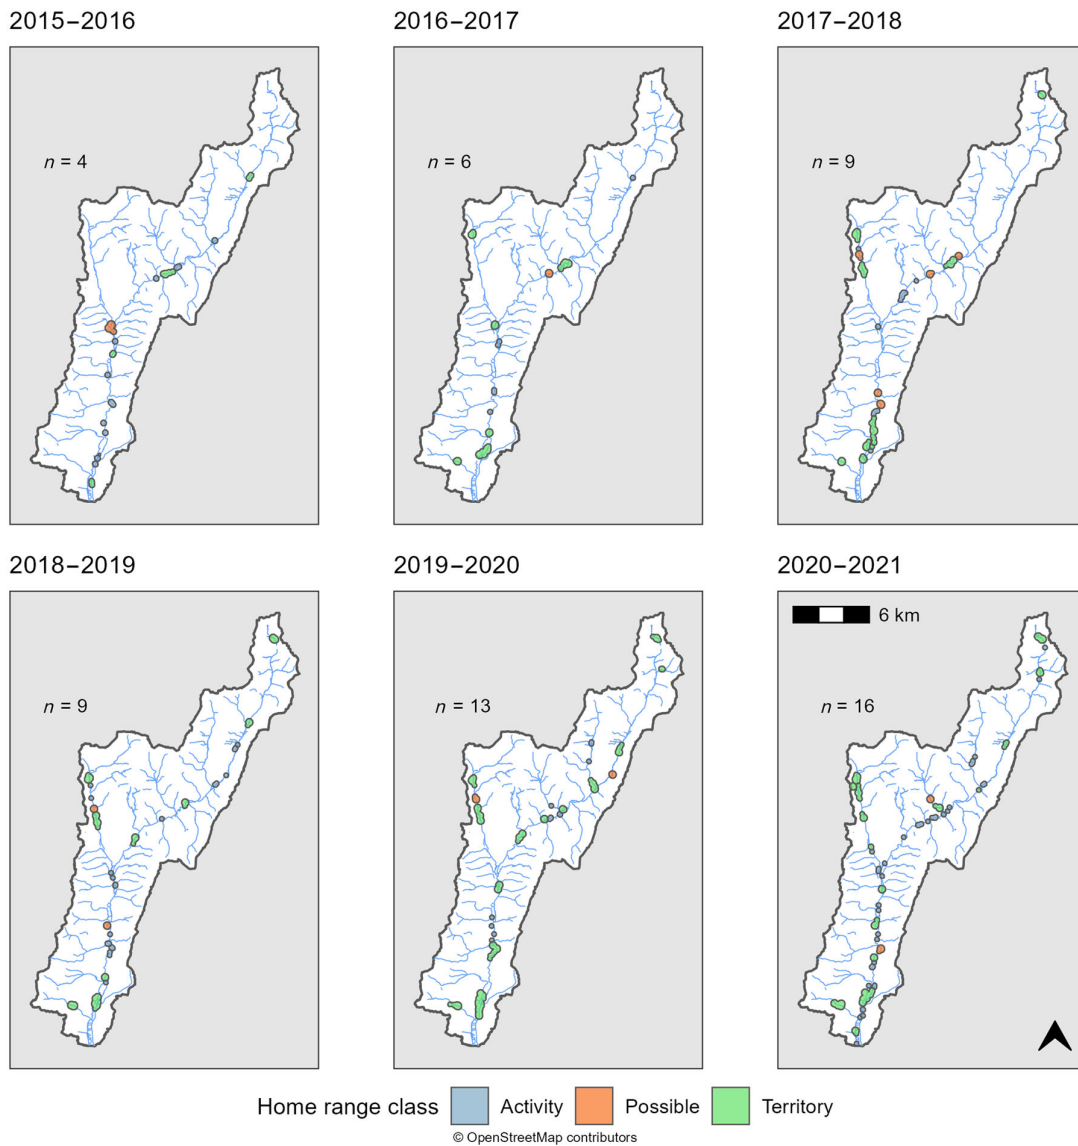 2015–2016
2016–2017
2017–2018
n = 4
n = 6
n = 9
2018–2019
2019–2020
2020–2021
6 km
n = 9
n = 13
n = 16
Home range class
Activity
Possible
Territory
© OpenStreetMap contributors